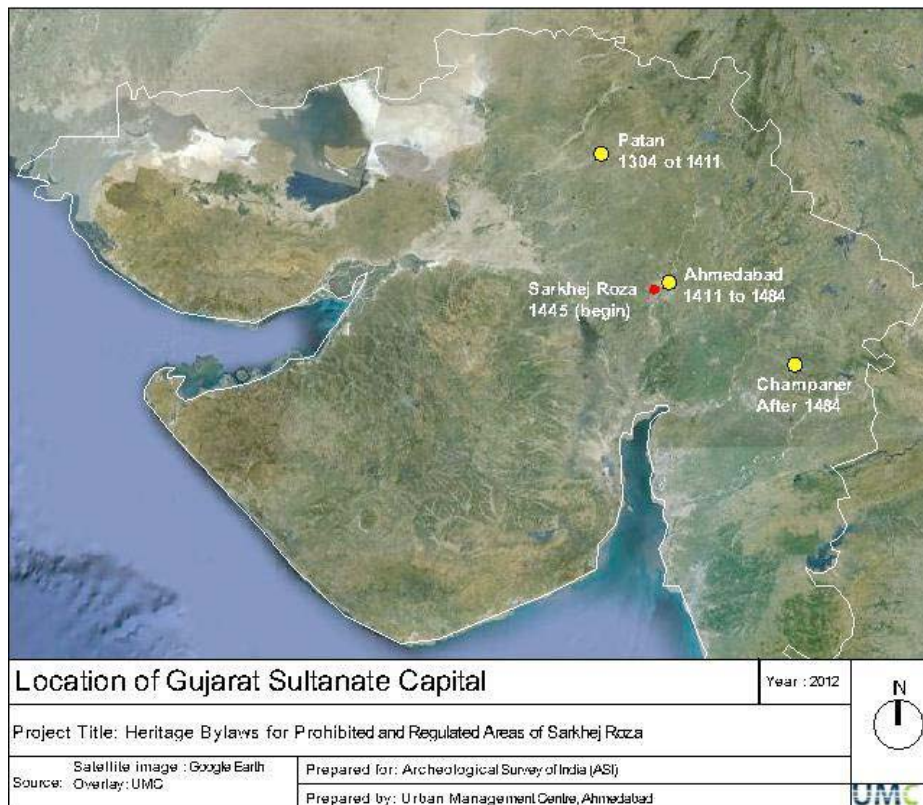 Patan
1304 ot 1411
Ahmedabad
1411 to 1484
Sarkhej Roza
1445 (begin)
Champaner
After 1484
Location of Gujarat Sultanate Capital
Year : 2012
N
Project Title: Heritage Bylaws for Prohibited and Regulated Areas of Sarkhej Roza
Source: Satellite image : Google Earth
Overlay: UMC
Prepared for: Archeological Survey of India (ASI)
Prepared by: Urban Management Centre, Ahmedabad
UMC